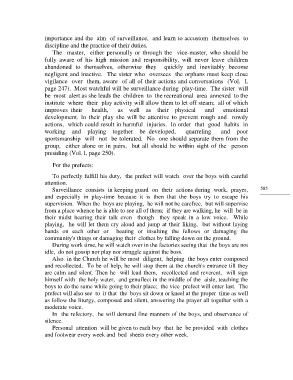 importance and the aim of surveillance, and learn to accustom themselves to
discipline and the practice of their duties.
The master, either personally or through the vice-master, who should be
fully aware of his high mission and responsibility, will never leave children
abandoned to themselves, otherwise they quickly and inevitably become
negligent and inactive. The sister who oversees the orphans must keep close
vigilance over them, aware of all of their actions and conversations (Vol. 1,
page 247). Most watchful will be surveillance during play-time. The sister will
be most alert as she leads the children to the recreational area annexed to the
institute where their play activity will allow them to let off steam, all of which
improves their health, as well as their physical and emotional
development. In their play she will be attentive to prevent rough and rowdy
actions, which could result in harmful injuries. In order that good habits in
working and playing together be developed, quarreling and poor
sportsmanship will not be tolerated. No one should separate them from the
group, either alone or in pairs, but all should be within sight of the person
presiding (Vol. 1, page 250).
For the prefects:
To perfectly fulfill his duty, the prefect will watch over the boys with careful
attention.
Surveillance consists in keeping guard on their actions during work, prayer,
and especially in play-time because it is then that the boys try to escape his
supervision. When the boys are playing, he will not be carefree, but will supervise
from a place whence he is able to see all of them; if they are walking, he will be in
their midst hearing their talk even though they speak in a low voice. While
playing, he will let them cry aloud and jump at their liking, but without laying
hands on each other or beating or insulting the fellows or damaging the
community's things or damaging their clothes by falling down on the ground.
During work time, he will watch over in the factories seeing that the boys are not
idle, do not gossip nor play nor struggle against the boys.
Also in the Church he will be most diligent, helping the boys enter composed
and recollected. To be of help, he will stop them at the church's entrance till they
are calm and silent. Then he will lead them, recollected and reverent, will sign
himself with the holy water, and genuflect in the middle of the aisle, teaching the
boys to do the same while going to their place; the vice prefect will enter last. The
prefect will also see to it that the boys sit down or kneel at the proper time as well
as follow the liturgy, composed and silent, answering the prayer all together with a
moderate voice.
In the refectory, he will demand fine manners of the boys, and observance of
silence.
Personal attention will be given to each boy that he be provided with clothes
and footwear every week and bed sheets every other week.
585